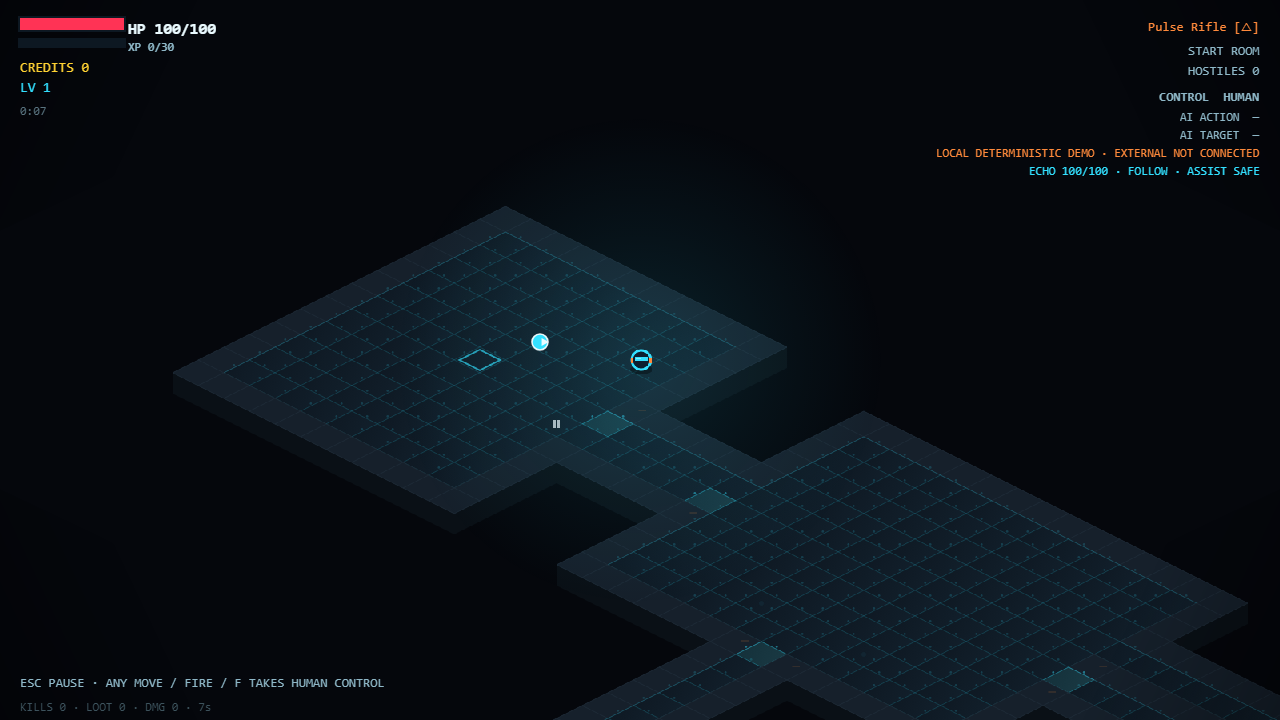 HP 100/100
XP 0/30
CREDITS 0
LV 1
0:07
Pulse Rifle [△]
START ROOM
HOSTILES 0
CONTROL HUMAN
AI ACTION —
AI TARGET —
LOCAL DETERMINISTIC DEMO · EXTERNAL NOT CONNECTED
ECHO 100/100 · FOLLOW · ASSIST SAFE
ESC PAUSE · ANY MOVE / FIRE / F TAKES HUMAN CONTROL
KILLS 0 · LOOT 0 · DMG 0 · 7s